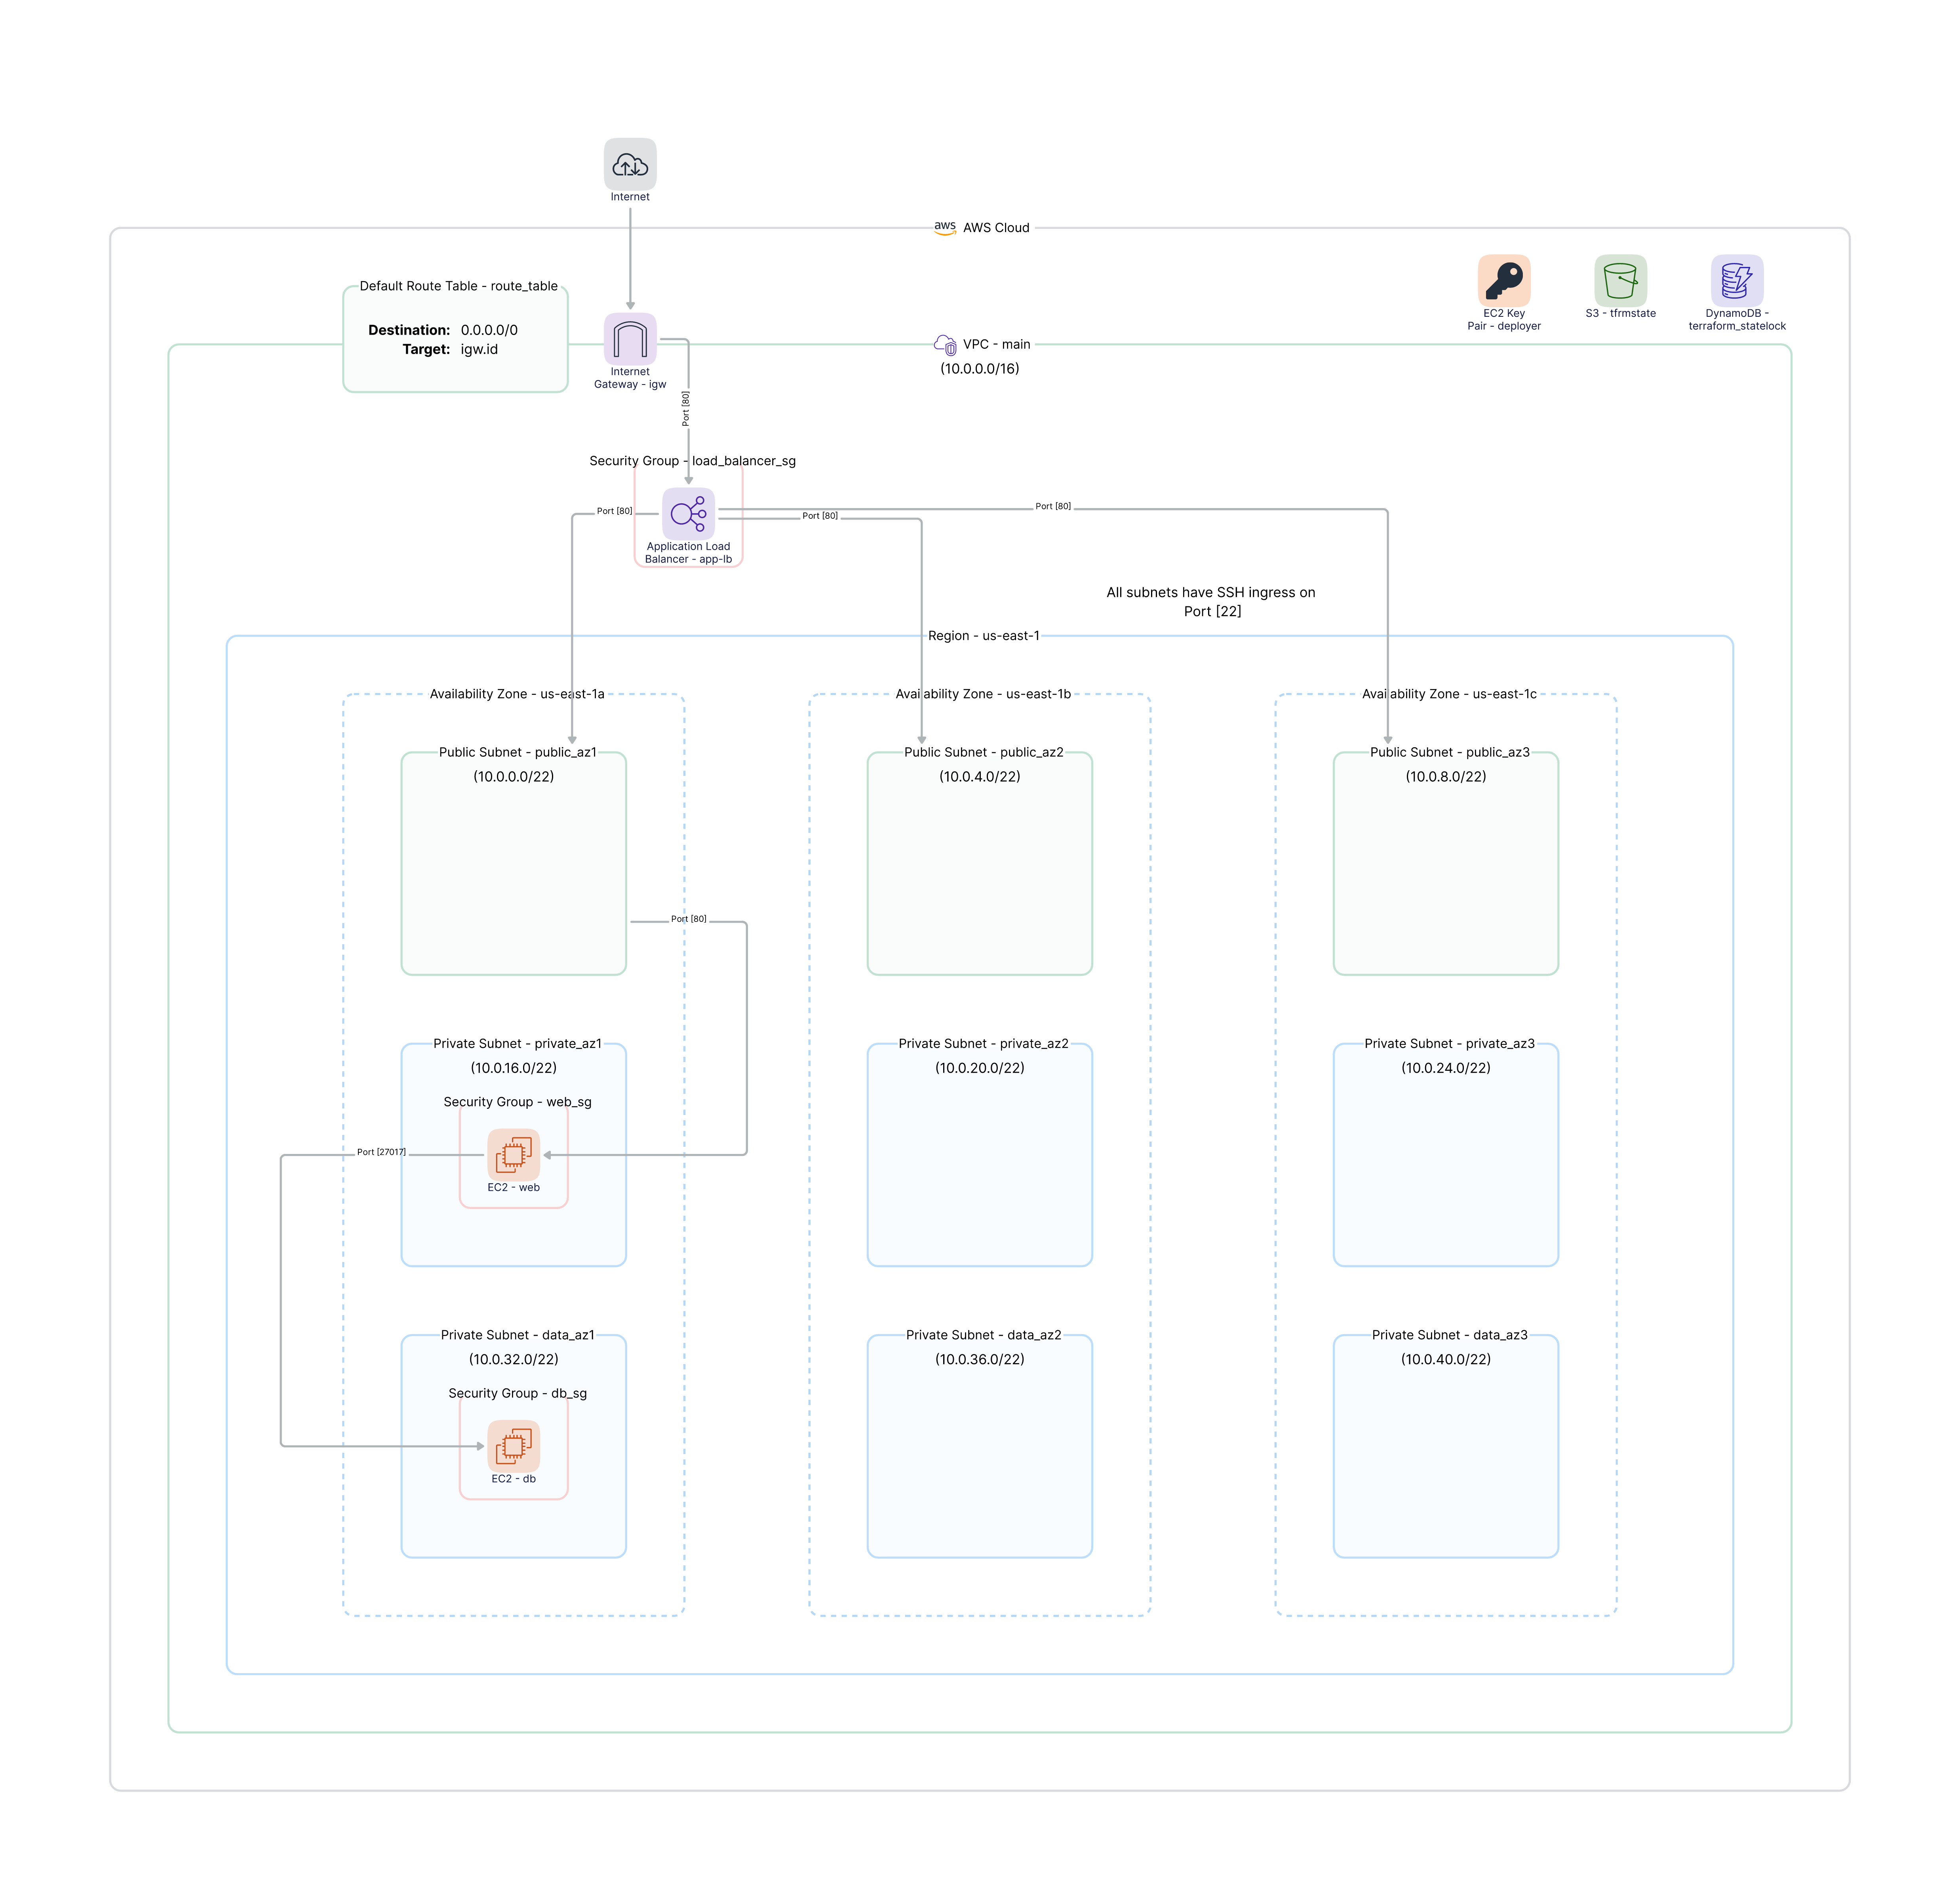 Internet
aws AWS Cloud
EC2 Key
Pair - deployer
S3 - tfrmstate
DynamoDB -
terraform_statelock
Default Route Table - route_table
Destination: 0.0.0.0/0
Target: igw.id
Internet
Gateway - igw
VPC - main
(10.0.0.0/16)
Port [80]
Security Group - load_balancer_sg
Port [80]
Application Load
Balancer - app-lb
Port [80]
Port [80]
All subnets have SSH ingress on
Port [22]
Region - us-east-1
Availability Zone - us-east-1a
Availability Zone - us-east-1b
Availability Zone - us-east-1c
Public Subnet - public_az1
(10.0.0.0/22)
Public Subnet - public_az2
(10.0.4.0/22)
Public Subnet - public_az3
(10.0.8.0/22)
Port [80]
Private Subnet - private_az1
(10.0.16.0/22)
Security Group - web_sg
EC2 - web
Port [27017]
Private Subnet - private_az2
(10.0.20.0/22)
Private Subnet - private_az3
(10.0.24.0/22)
Private Subnet - data_az1
(10.0.32.0/22)
Security Group - db_sg
EC2 - db
Private Subnet - data_az2
(10.0.36.0/22)
Private Subnet - data_az3
(10.0.40.0/22)